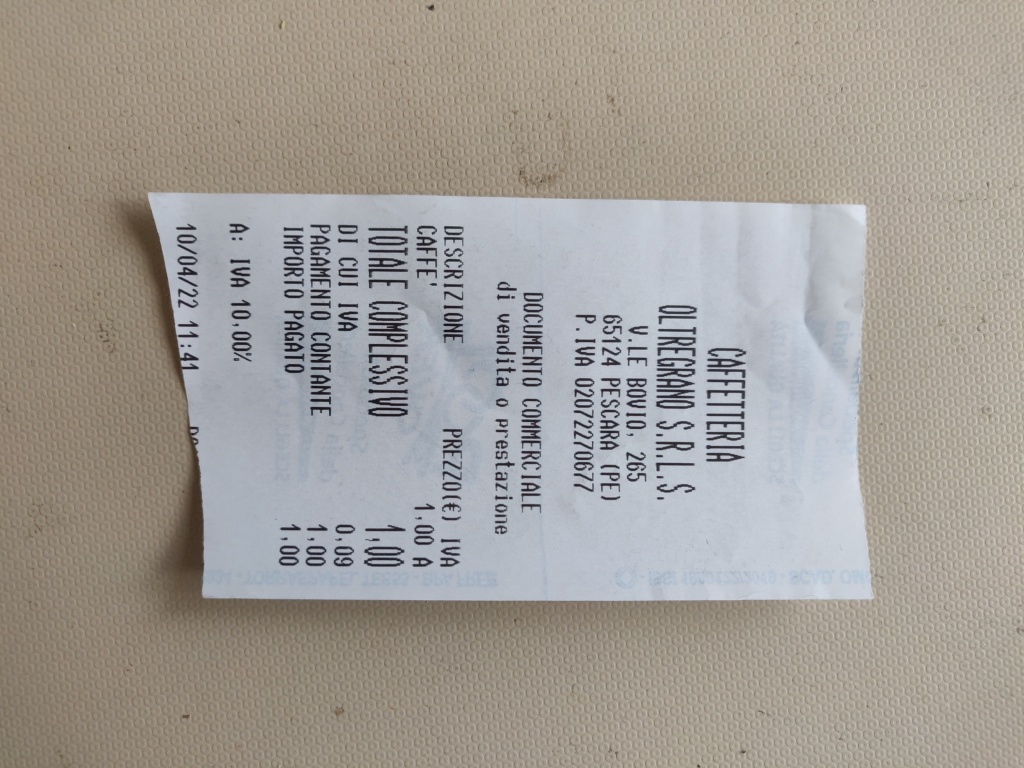 CAFFETTERIA
OLTREGRANO S.R.L.S.
V.LE BOVIO, 265
65124 PESCARA (PE)
P.IVA 02072270677
DOCUMENTO COMMERCIALE
di vendita o prestazione
DESCRIZIONE PREZZO(€) IVA
CAFFE' 1,00 A
TOTALE COMPLESSIVO 1,00
DI CUI IVA 0,09
PAGAMENTO CONTANTE 1,00
IMPORTO PAGATO 1,00
A: IVA 10,00%
10/04/22 11:41